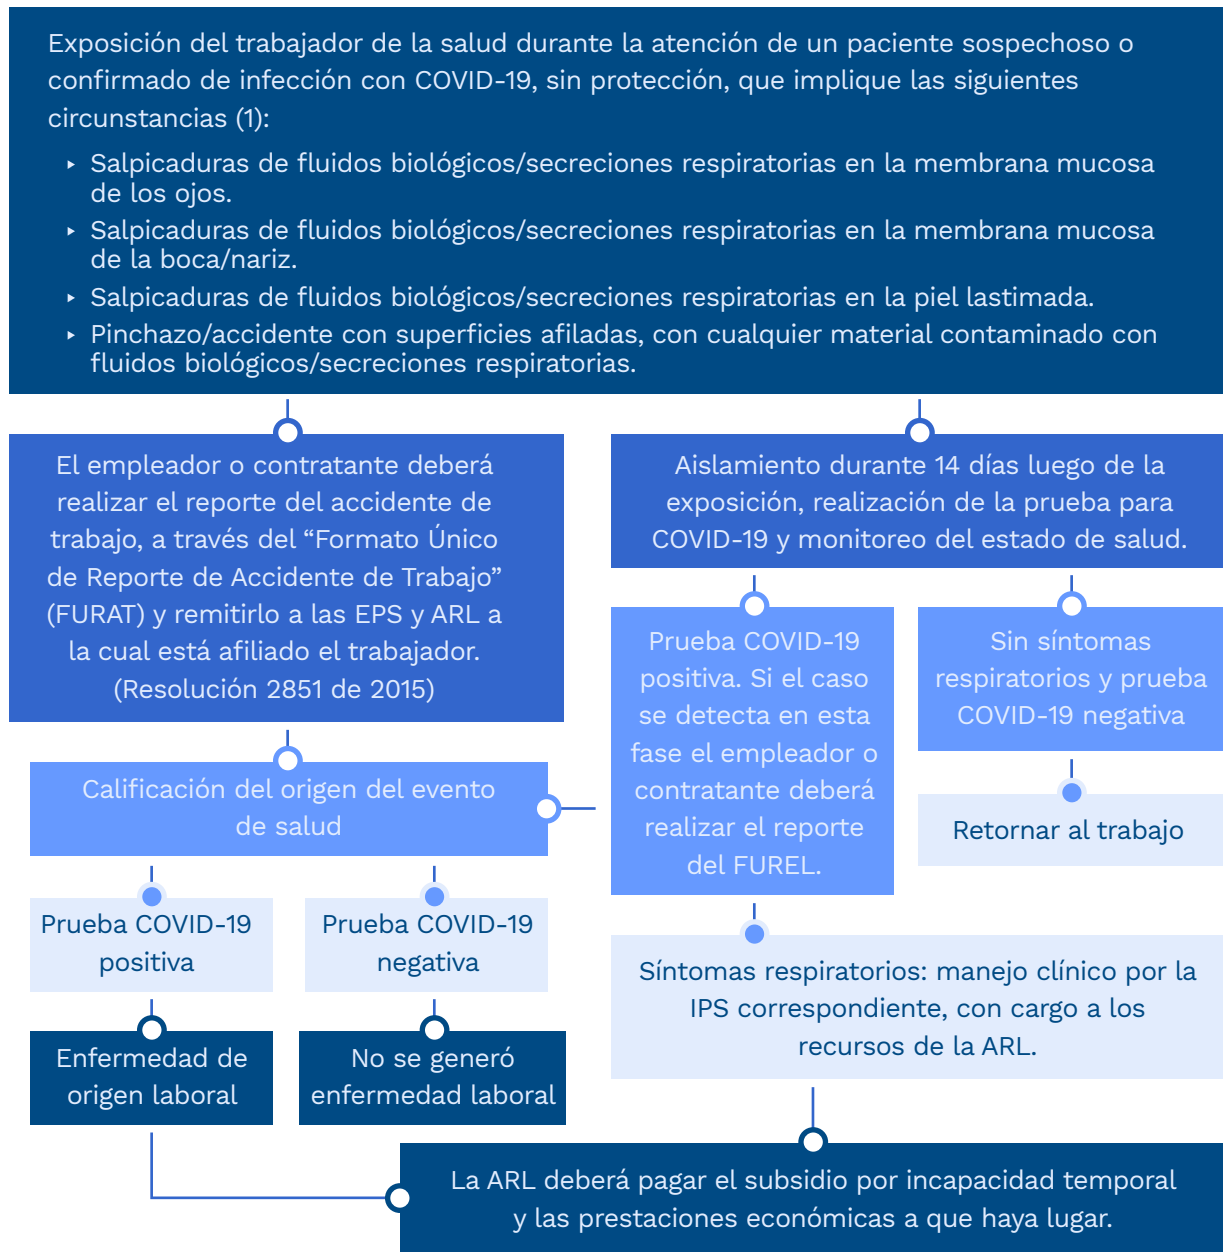 Exposición del trabajador de la salud durante la atención de un paciente sospechoso o
confirmado de infección con COVID-19, sin protección, que implique las siguientes
circunstancias (1):
▸ Salpicaduras de fluidos biológicos/secreciones respiratorias en la membrana mucosa
de los ojos.
▸ Salpicaduras de fluidos biológicos/secreciones respiratorias en la membrana mucosa
de la boca/nariz.
▸ Salpicaduras de fluidos biológicos/secreciones respiratorias en la piel lastimada.
▸ Pinchazo/accidente con superficies afiladas, con cualquier material contaminado con
fluidos biológicos/secreciones respiratorias.
El empleador o contratante deberá
realizar el reporte del accidente de
trabajo, a través del “Formato Único
de Reporte de Accidente de Trabajo”
(FURAT) y remitirlo a las EPS y ARL a
la cual está afiliado el trabajador.
(Resolución 2851 de 2015)
Calificación del origen del evento
de salud
Prueba COVID-19
positiva
Prueba COVID-19
negativa
Enfermedad de
origen laboral
No se generó
enfermedad laboral
Aislamiento durante 14 días luego de la
exposición, realización de la prueba para
COVID-19 y monitoreo del estado de salud.
Prueba COVID-19
positiva. Si el caso
se detecta en esta
fase el empleador o
contratante deberá
realizar el reporte
del FUREL.
Sin síntomas
respiratorios y prueba
COVID-19 negativa
Retornar al trabajo
Síntomas respiratorios: manejo clínico por la
IPS correspondiente, con cargo a los
recursos de la ARL.
La ARL deberá pagar el subsidio por incapacidad temporal
y las prestaciones económicas a que haya lugar.